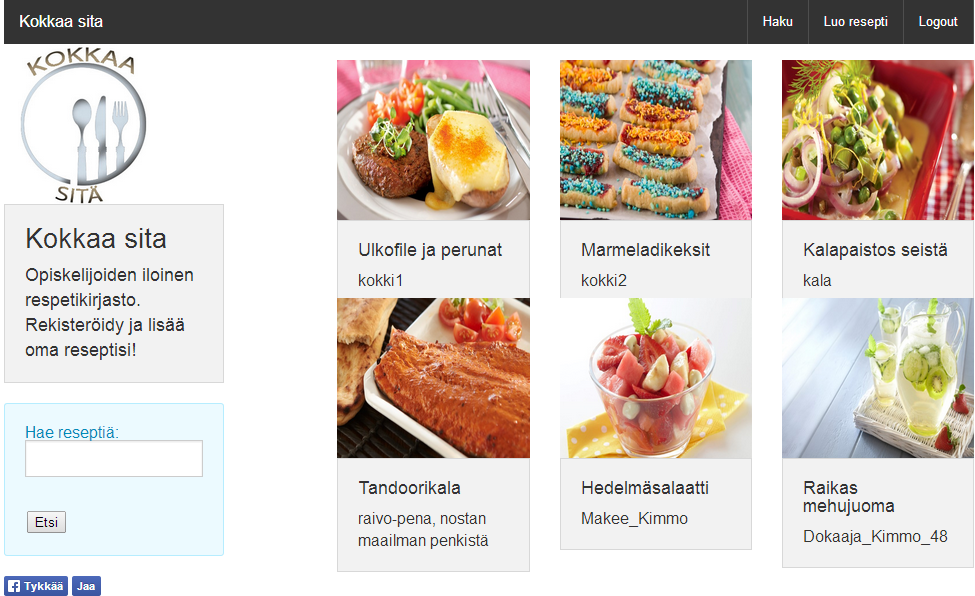 Kokkaa sita
Haku
Luo resepti
Logout
KOKKAA
SITÄ
Kokkaa sita
Opiskelijoiden iloinen
respetikirjasto.
Rekisteröidy ja lisää
oma reseptisi!
Hae reseptiä:
Etsi
Tykkää
Jaa
Ulkofile ja perunat
kokki1
Marmeladikeksit
kokki2
Kalapaistos seistä
kala
Tandoorikala
raivo-pena, nostan
maailman penkistä
Hedelmäsalaatti
Makee_Kimmo
Raikas
mehujuoma
Dokaaja_Kimmo_48